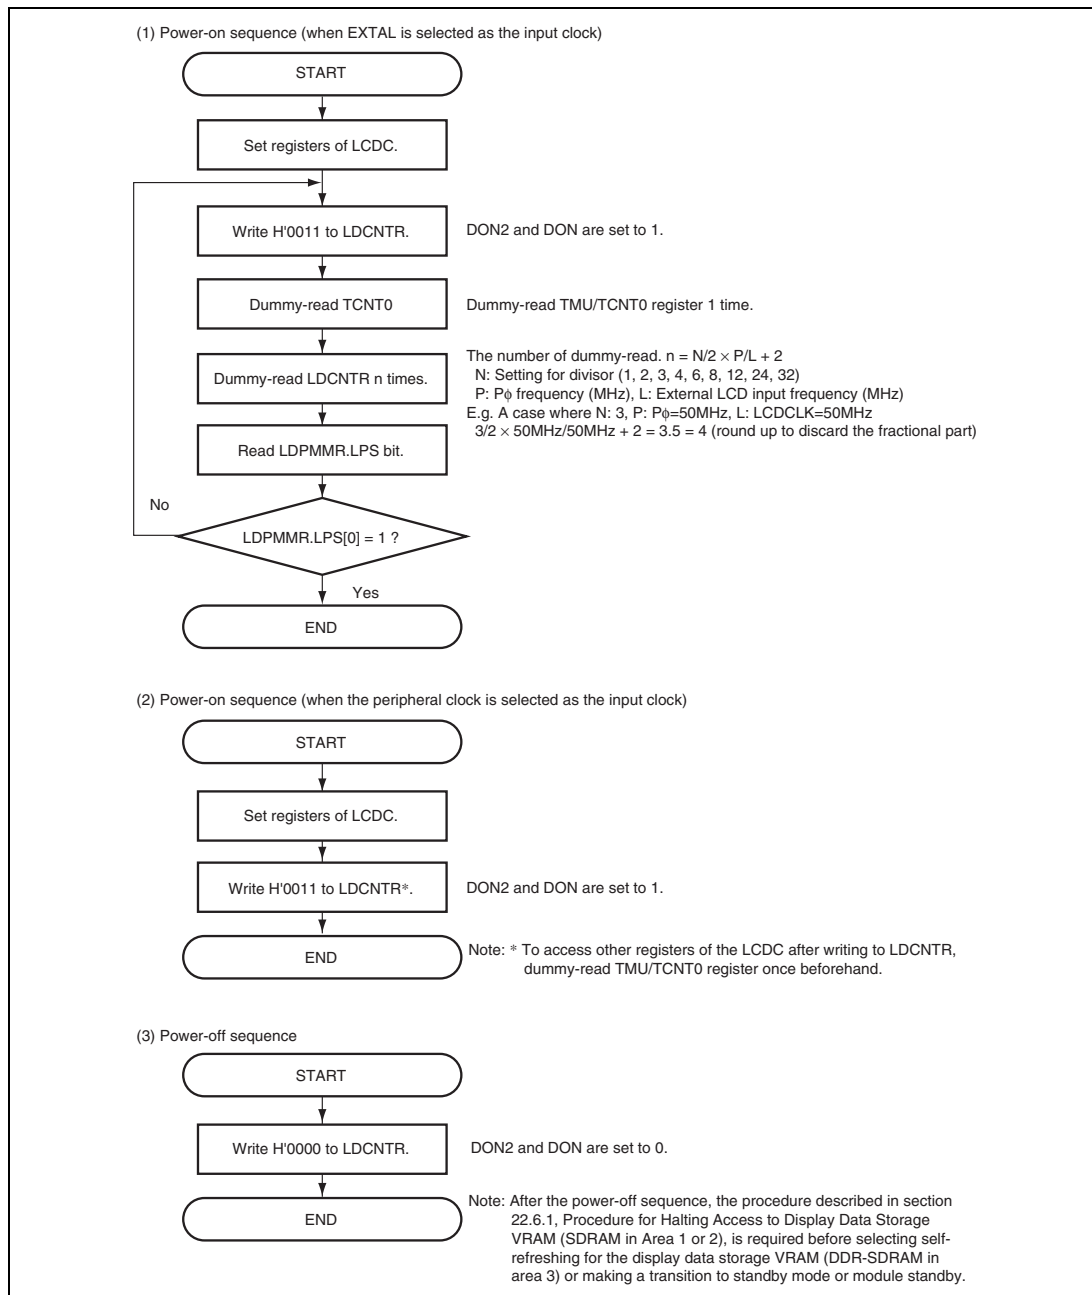 (1) Power-on sequence (when EXTAL is selected as the input clock)
START
Set registers of LCDC.
Write H'0011 to LDCNTR.
DON2 and DON are set to 1.
Dummy-read TCNT0
Dummy-read TMU/TCNT0 register 1 time.
Dummy-read LDCNTR n times.
The number of dummy-read. n = N/2 × P/L + 2
N: Setting for divisor (1, 2, 3, 4, 6, 8, 12, 24, 32)
P: Pϕ frequency (MHz), L: External LCD input frequency (MHz)
E.g. A case where N: 3, P: Pϕ=50MHz, L: LCDCLK=50MHz
3/2 × 50MHz/50MHz + 2 = 3.5 = 4 (round up to discard the fractional part)
Read LDPMMR.LPS bit.
No
LDPMMR.LPS[0] = 1 ?
Yes
END
(2) Power-on sequence (when the peripheral clock is selected as the input clock)
START
Set registers of LCDC.
Write H'0011 to LDCNTR*.
DON2 and DON are set to 1.
END
Note: * To access other registers of the LCDC after writing to LDCNTR,
dummy-read TMU/TCNT0 register once beforehand.
(3) Power-off sequence
START
Write H'0000 to LDCNTR.
DON2 and DON are set to 0.
END
Note: After the power-off sequence, the procedure described in section
22.6.1, Procedure for Halting Access to Display Data Storage
VRAM (SDRAM in Area 1 or 2), is required before selecting self-
refreshing for the display data storage VRAM (DDR-SDRAM in
area 3) or making a transition to standby mode or module standby.